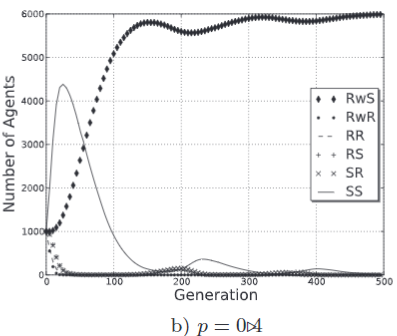 6000
5000
4000
3000
2000
1000
0
Number of Agents
RwS
RwR
RR
RS
SR
SS
0 100 200 300 400 500
Generation
b) p = 0⊳4